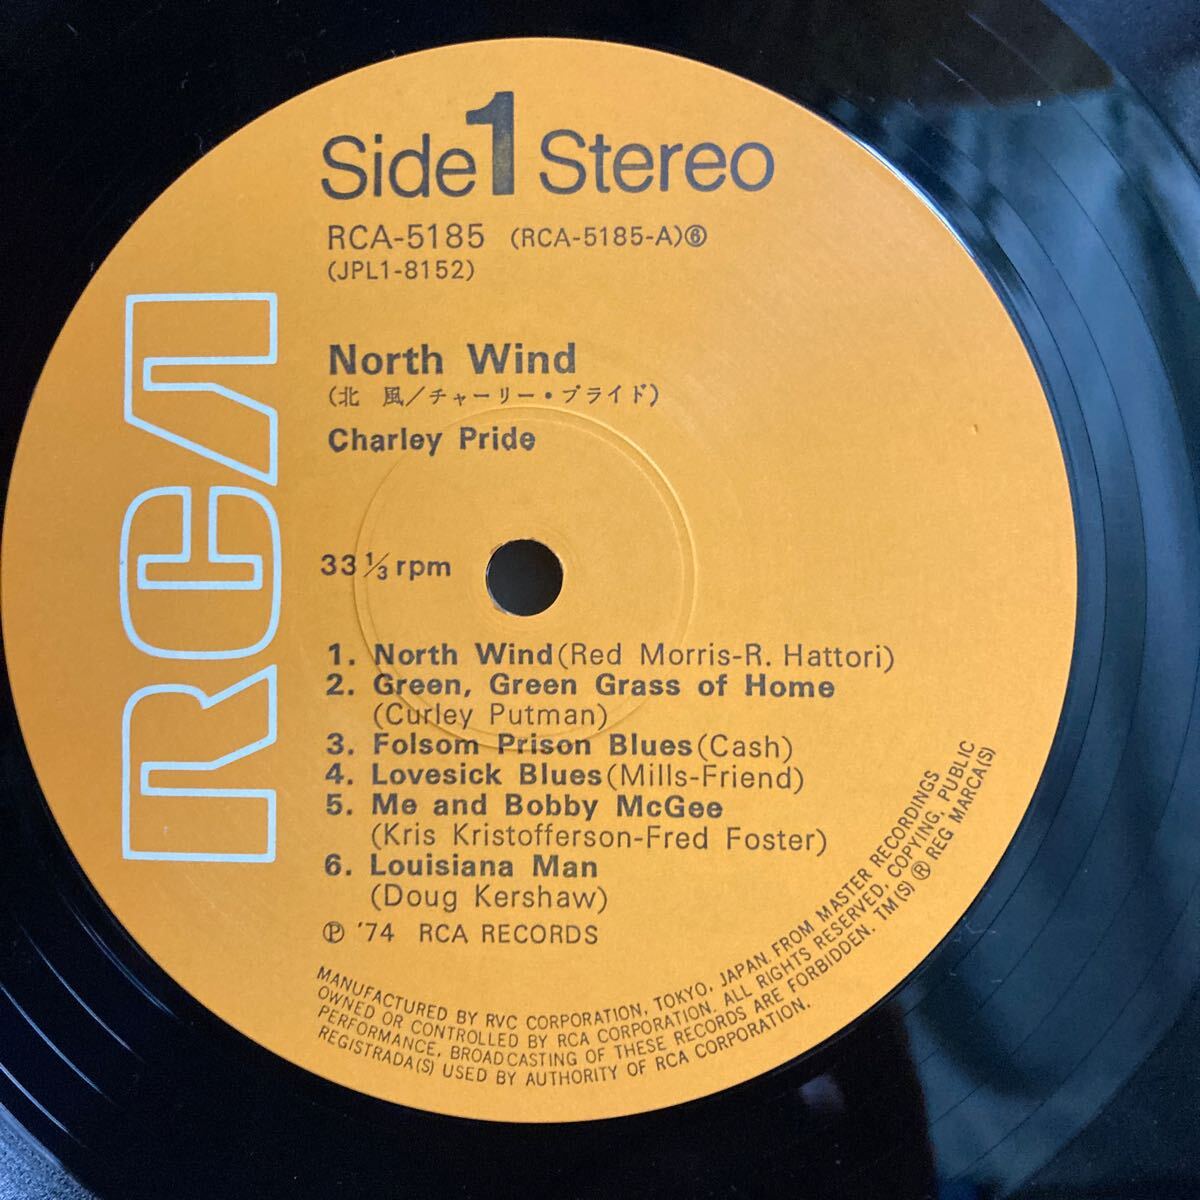 Side 1 Stereo
RCA-5185 (RCA-5185-A)⑥
(JPL1-8152)
North Wind
(北 風/チャーリー・プライド)
Charley Pride
RCA
33 ⅓ rpm
1. North Wind(Red Morris-R. Hattori)
2. Green, Green Grass of Home
(Curley Putman)
3. Folsom Prison Blues(Cash)
4. Lovesick Blues(Mills-Friend)
5. Me and Bobby McGee
(Kris Kristofferson-Fred Foster)
6. Louisiana Man
(Doug Kershaw)
℗ '74 RCA RECORDS
MANUFACTURED BY RVC CORPORATION, TOKYO, JAPAN. FROM MASTER RECORDINGS
OWNED OR CONTROLLED BY RCA CORPORATION. ALL RIGHTS RESERVED, COPYING, PUBLIC
PERFORMANCE, BROADCASTING OF THESE RECORDS ARE FORBIDDEN. TM(S) ® REG MARCA(S)
REGISTRADA(S) USED BY AUTHORITY OF RCA CORPORATION.